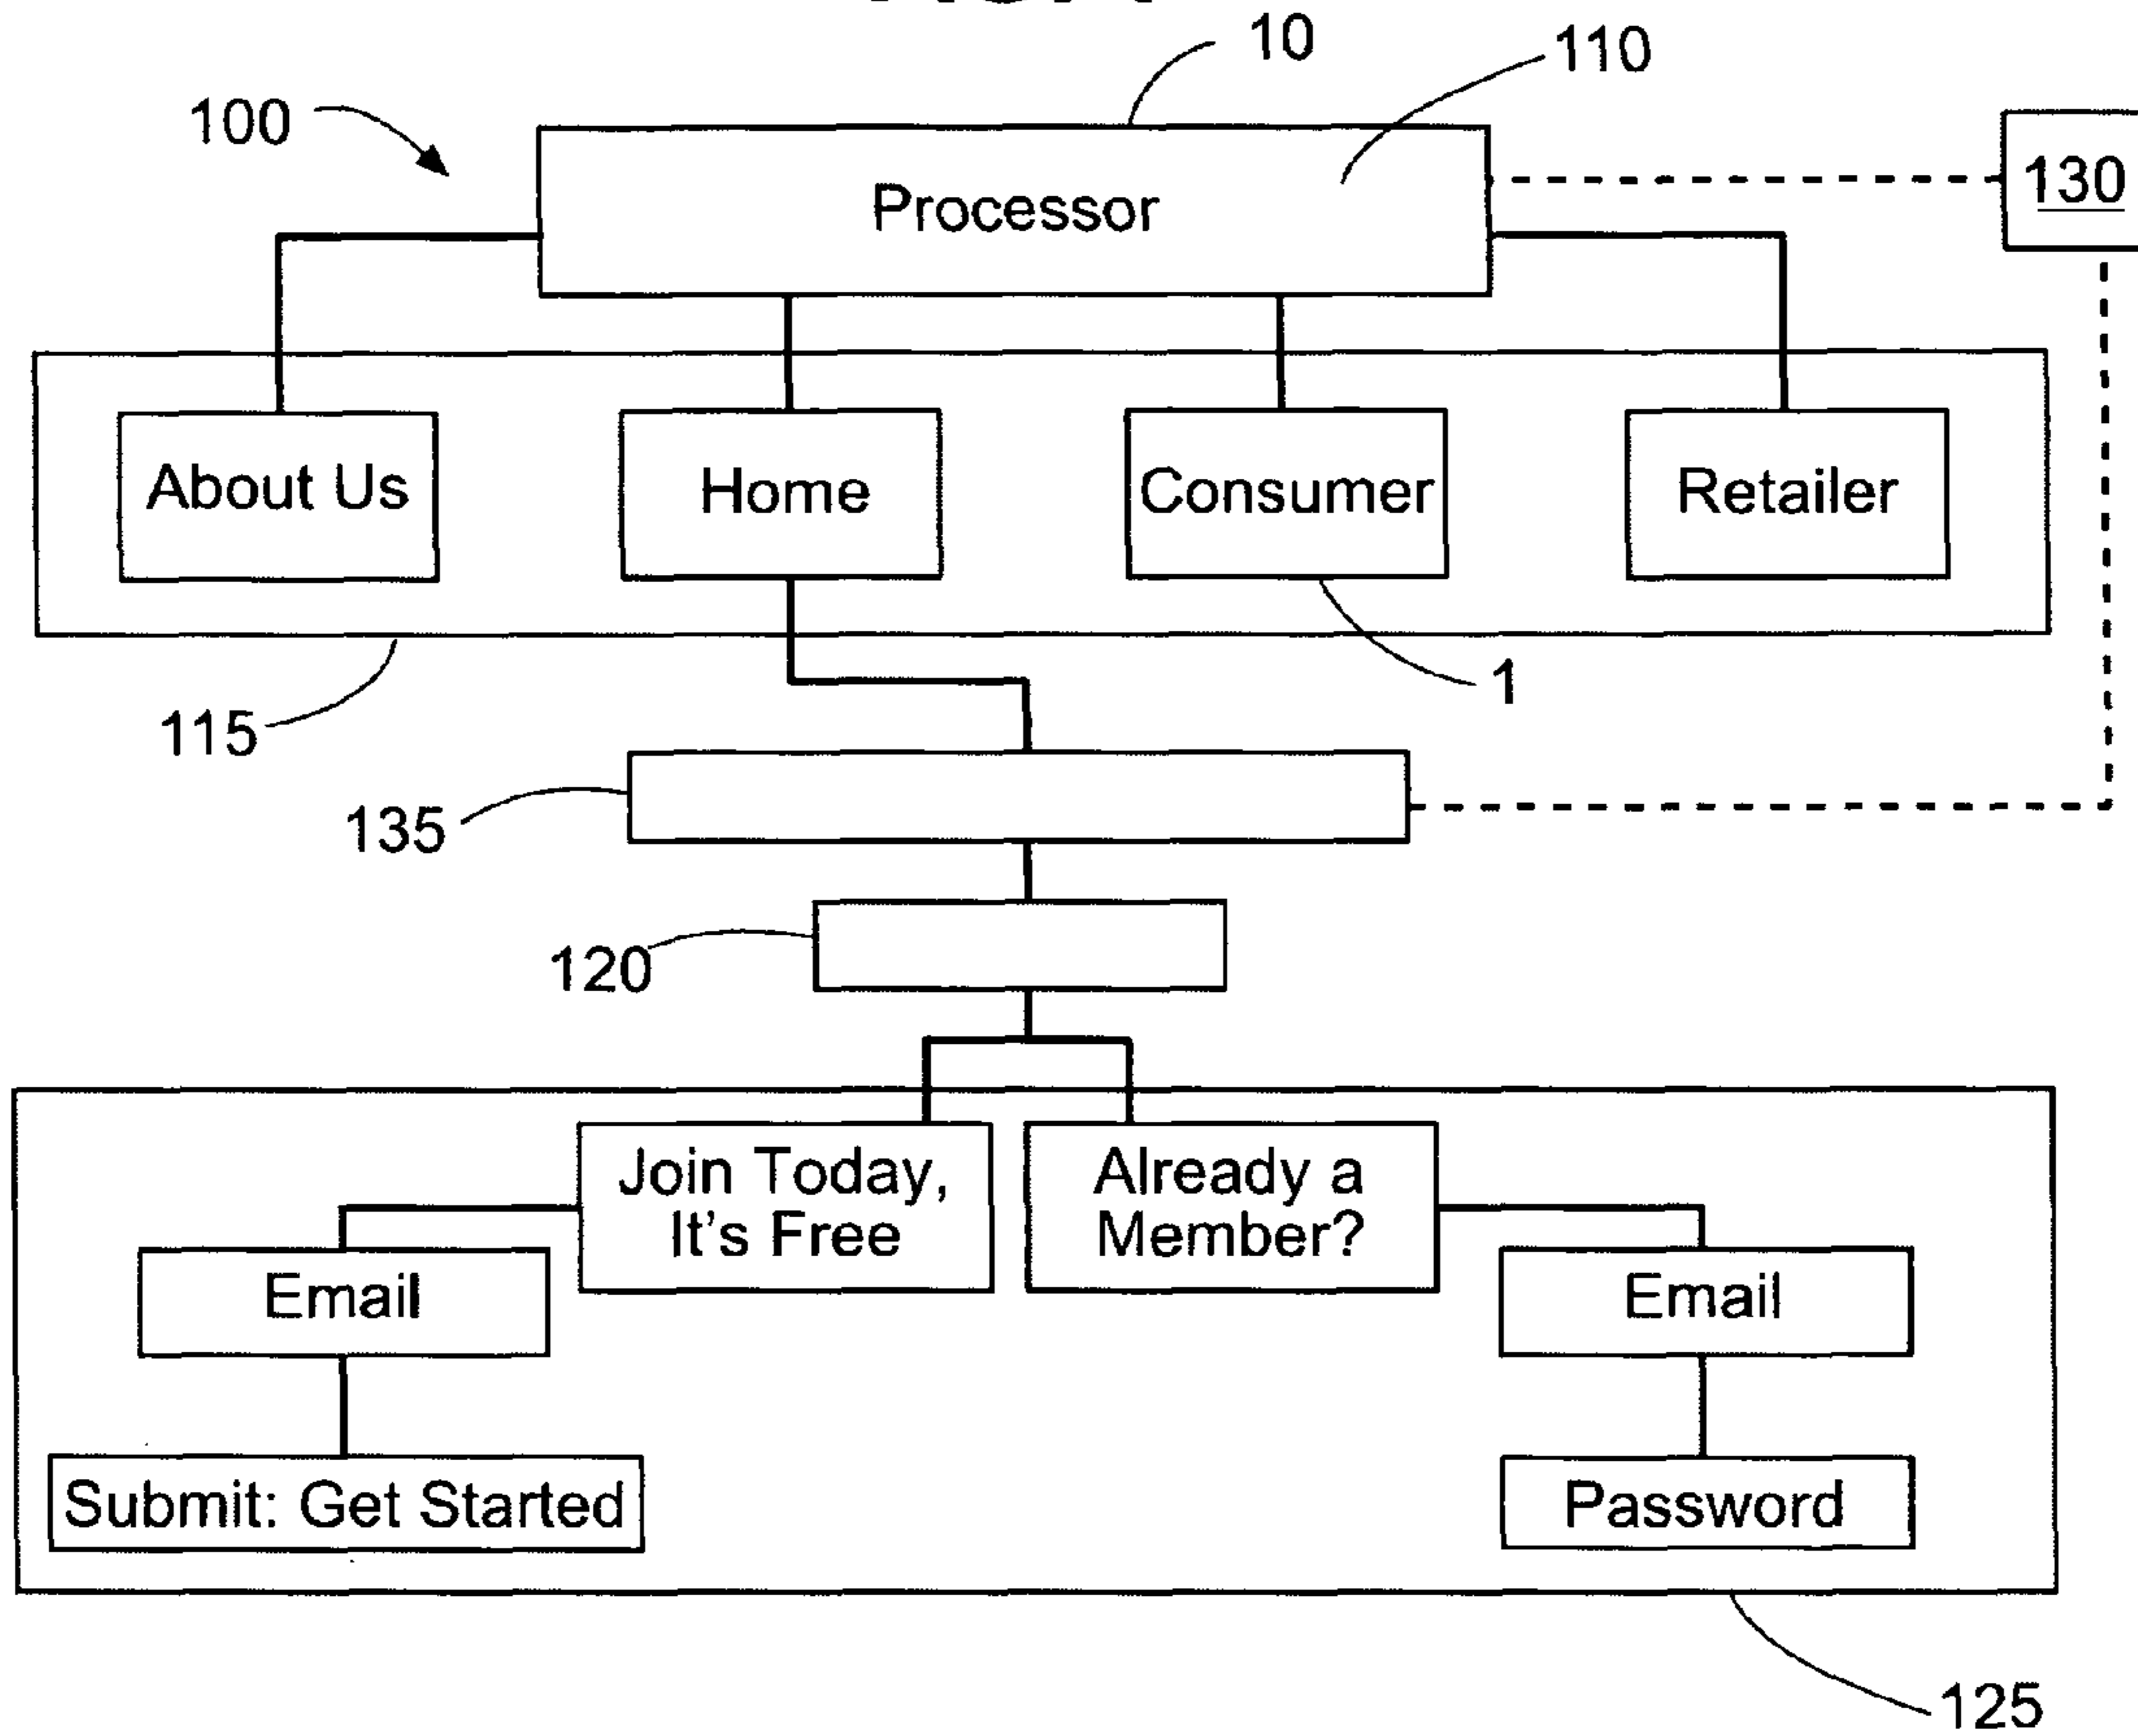 10
110
100
130
Processor
About Us
Home
Consumer
Retailer
1
115
135
120
Join Today,
It's Free
Already a
Member?
Email
Email
Submit: Get Started
Password
125